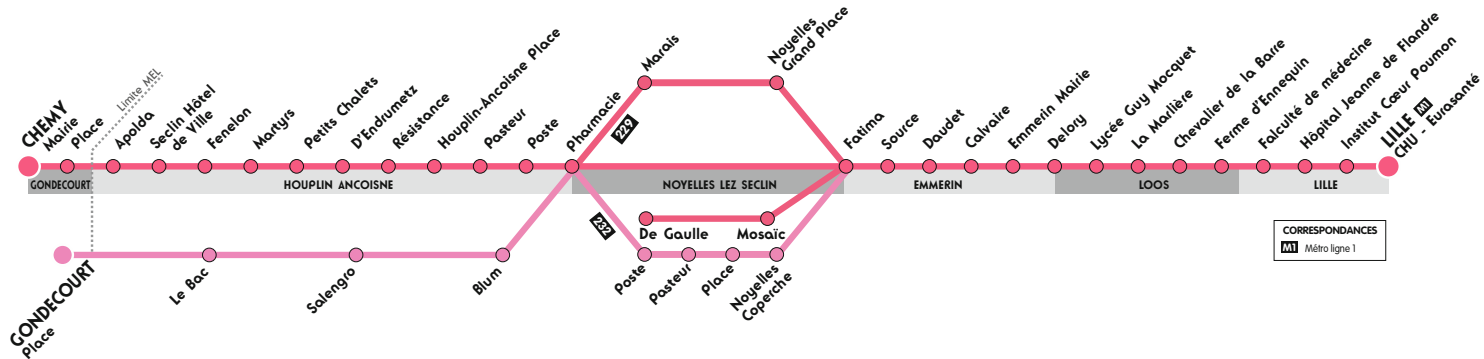 CHEMY
Mairie
Place
Limite MEL
Apolda
Seclin Hôtel
de Ville
Fenelon
Martyrs
Petits Chalets
D'Endrumetz
Résistance
Houplin-Ancoisne Place
Pasteur
Poste
Pharmacie
229
Marais
Noyelles
Grand Place
Fatima
Source
Daudet
Calvaire
Emmerin Mairie
Delory
Lycée Guy Mocquet
La Malière
Chevalier de la Barre
Ferme d'Ennequin
Falculté de médecine
Hôpital Jeanne de Flandre
Institut Cœur Poumon
LILLE M1
CHU - Eurasanté
GONDECOURT
HOUPLIN ANCOISNE
NOYELLES LEZ SECLIN
EMMERIN
LOOS
LILLE
232
De Gaulle
Mosaïc
GONDECOURT
Place
Le Bac
Salengro
Blum
Poste
Pasteur
Place
Noyelles
Coperche
CORRESPONDANCES
M1 Métro ligne 1